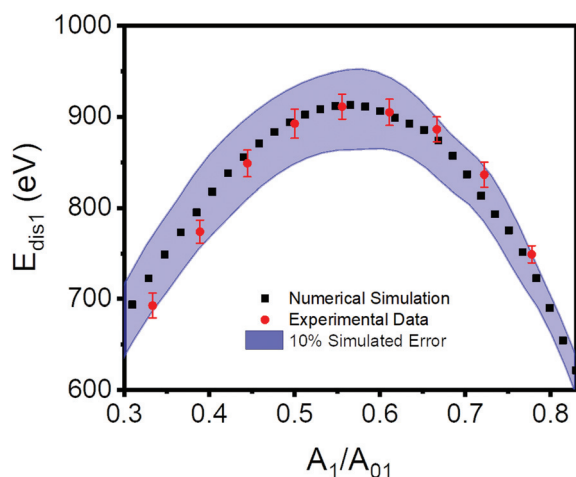 1000
900
800
700
600
E_dis1 (eV)
Numerical Simulation
Experimental Data
10% Simulated Error
0.3 0.4 0.5 0.6 0.7 0.8
A_1/A_01